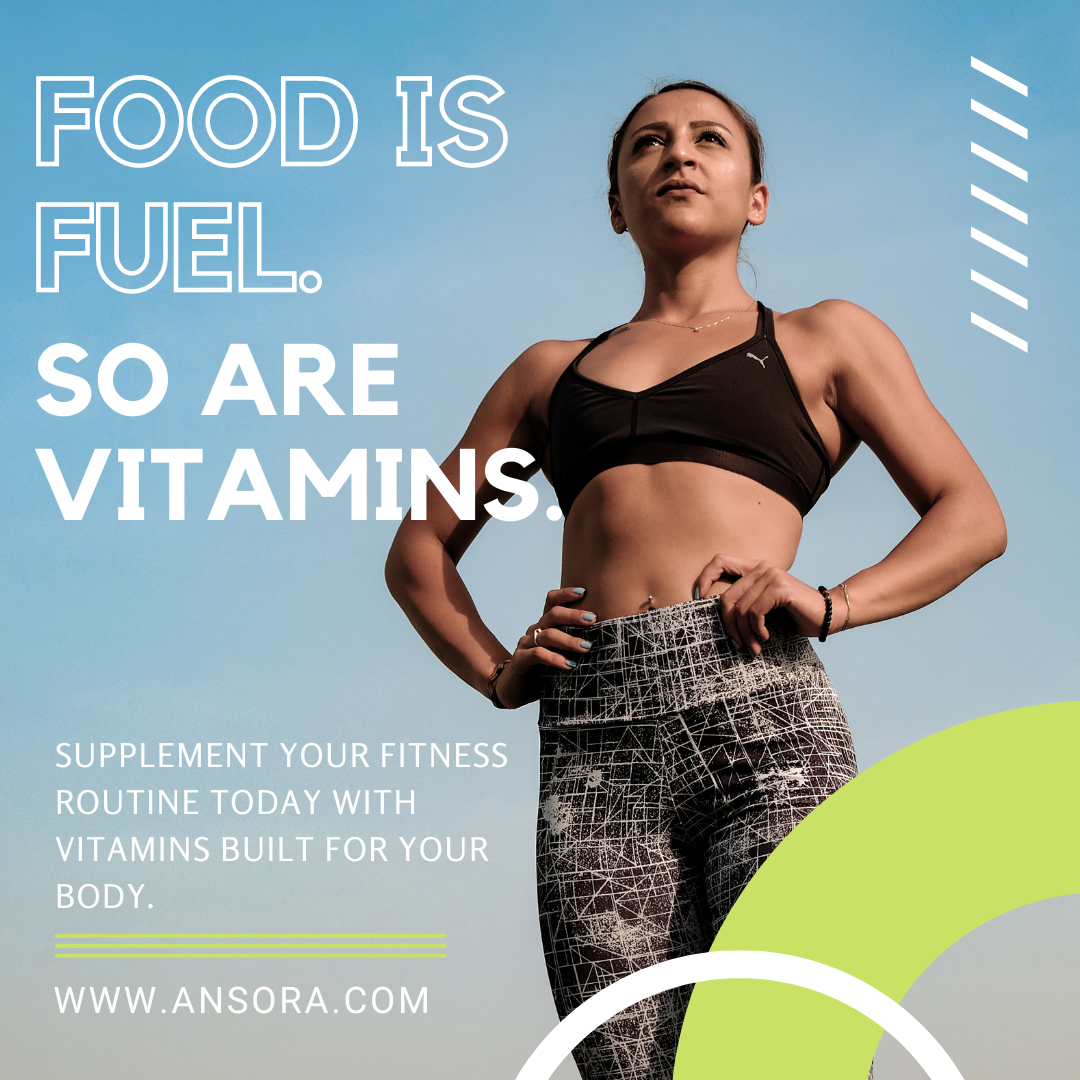 FOOD IS
FUEL.
SO ARE
VITAMINS.
SUPPLEMENT YOUR FITNESS
ROUTINE TODAY WITH
VITAMINS BUILT FOR YOUR
BODY.
WWW.ANSORA.COM